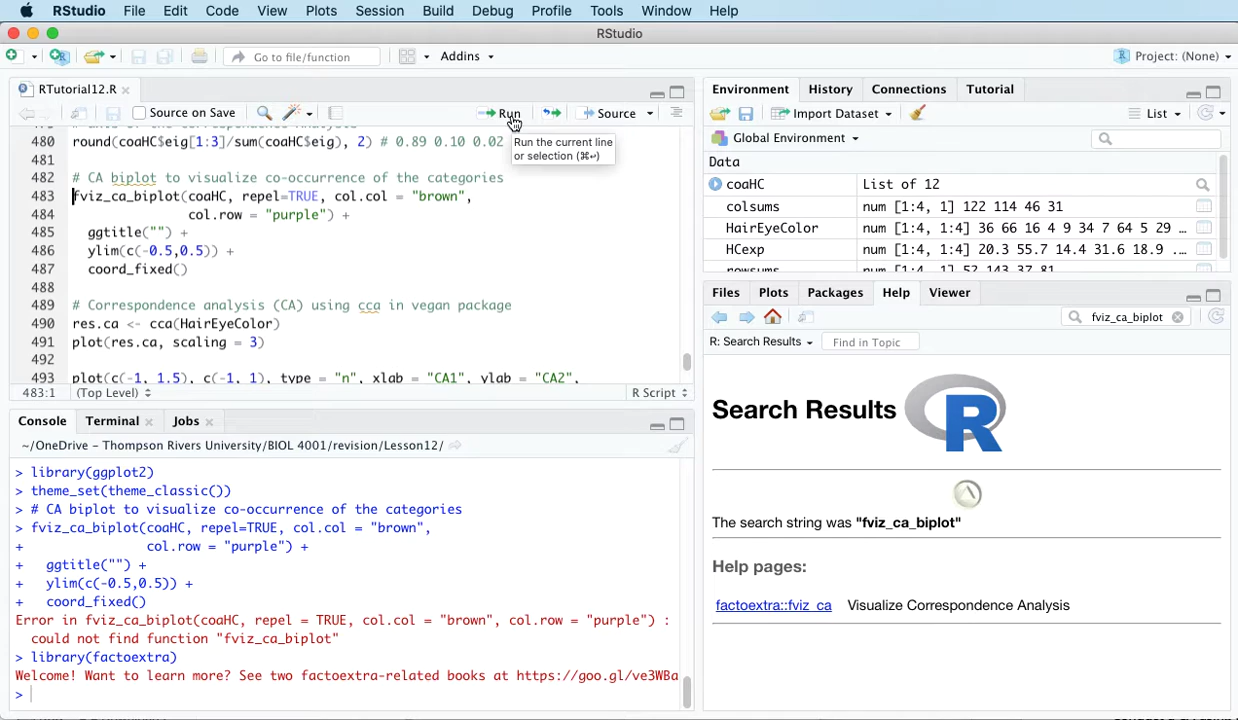 RStudio File Edit Code View Plots Session Build Debug Profile Tools Window Help
RStudio
Go to file/function Addins Project: (None)
RTutorial12.R
Source on Save Run Source
Run the current line
or selection (⌘↩)
480 round(coaHC$eig[1:3]/sum(coaHC$eig), 2) # 0.89 0.10 0.02
481
482 # CA biplot to visualize co-occurrence of the categories
483 fviz_ca_biplot(coaHC, repel=TRUE, col.col = "brown",
484 col.row = "purple") +
485 ggtitle("") +
486 ylim(c(-0.5,0.5)) +
487 coord_fixed()
488
489 # Correspondence analysis (CA) using cca in vegan package
490 res.ca <- cca(HairEyeColor)
491 plot(res.ca, scaling = 3)
492
493 plot(c(-1, 1.5), c(-1, 1), type = "n", xlab = "CA1", ylab = "CA2",
483:1 (Top Level) R Script
Console Terminal Jobs
~/OneDrive – Thompson Rivers University/BIOL 4001/revision/Lesson12/
> library(ggplot2)
> theme_set(theme_classic())
> # CA biplot to visualize co-occurrence of the categories
> fviz_ca_biplot(coaHC, repel=TRUE, col.col = "brown",
+ col.row = "purple") +
+ ggtitle("") +
+ ylim(c(-0.5,0.5)) +
+ coord_fixed()
Error in fviz_ca_biplot(coaHC, repel = TRUE, col.col = "brown", col.row = "purple") :
could not find function "fviz_ca_biplot"
> library(factoextra)
Welcome! Want to learn more? See two factoextra-related books at https://goo.gl/ve3WBa
>
Environment History Connections Tutorial
Import Dataset List
Global Environment
Data
coaHC List of 12
colsums num [1:4, 1] 122 114 46 31
HairEyeColor num [1:4, 1:4] 36 66 16 4 9 34 7 64 5 29 …
HCexp num [1:4, 1:4] 20.3 55.7 14.4 31.6 18.9 ...
rowsums num [1:4, 1] 52 143 37 81
Files Plots Packages Help Viewer
fviz_ca_biplot
R: Search Results Find in Topic
Search Results R
The search string was "fviz_ca_biplot"
Help pages:
factoextra::fviz_ca Visualize Correspondence Analysis